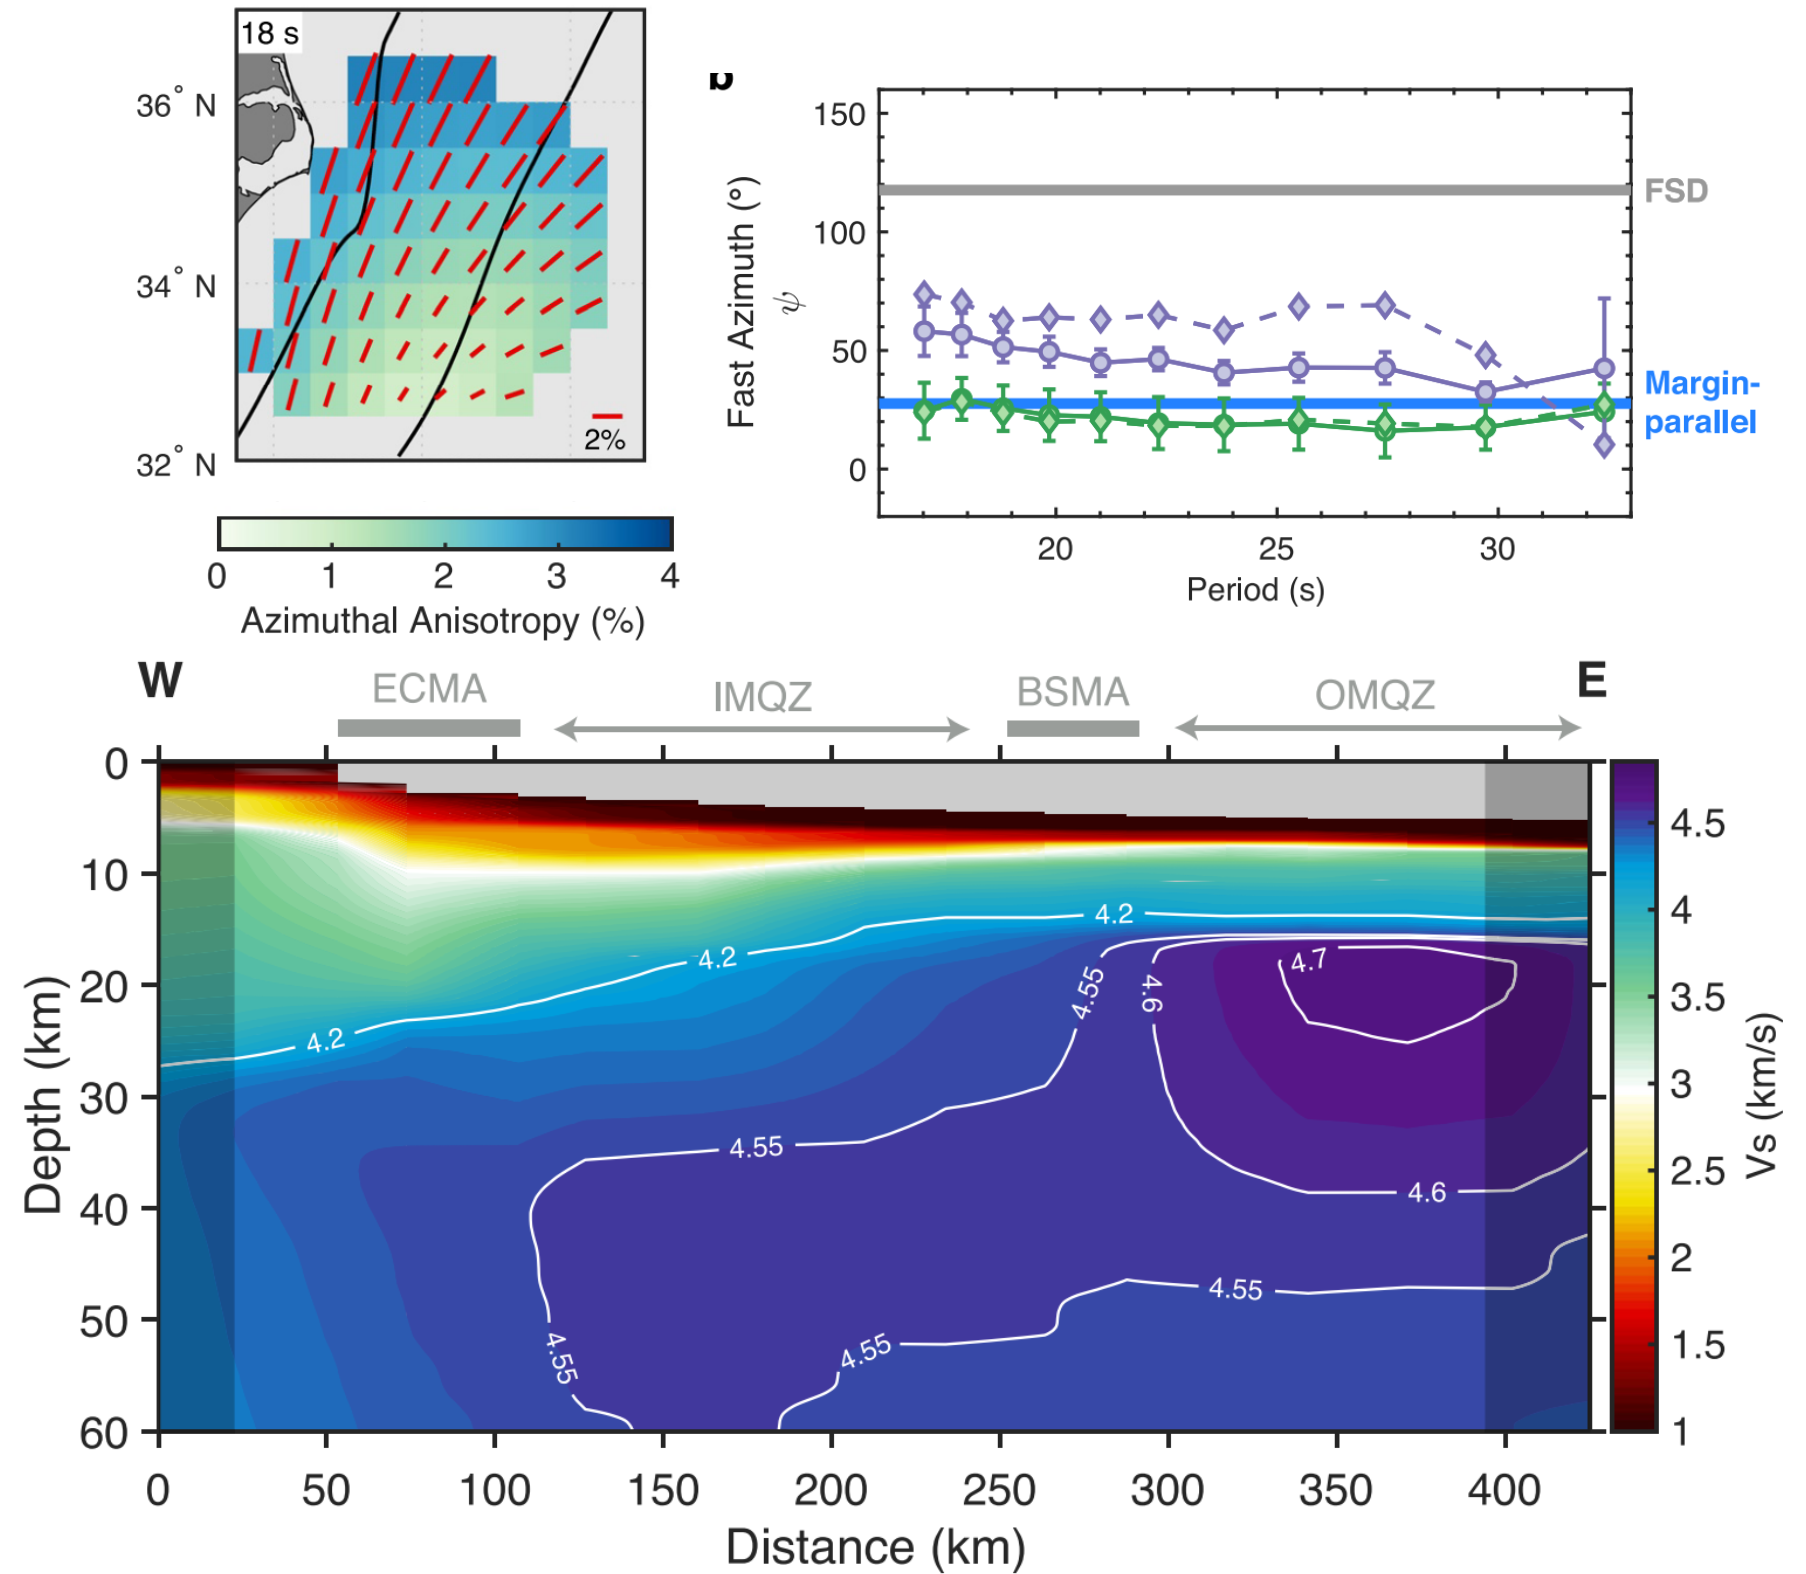 18 s
36° N
34° N
32° N
2%
0 1 2 3 4
Azimuthal Anisotropy (%)
b
150
100
50
0
Fast Azimuth (°)
ψ
FSD
Margin-
parallel
20 25 30
Period (s)
W
ECMA
IMQZ
BSMA
OMQZ
E
0
10
20
30
40
50
60
Depth (km)
4.2
4.2
4.2
4.55
4.6
4.7
4.55
4.6
4.55
4.55
4.55
0 50 100 150 200 250 300 350 400
Distance (km)
4.5
4
3.5
3
2.5
2
1.5
1
Vs (km/s)